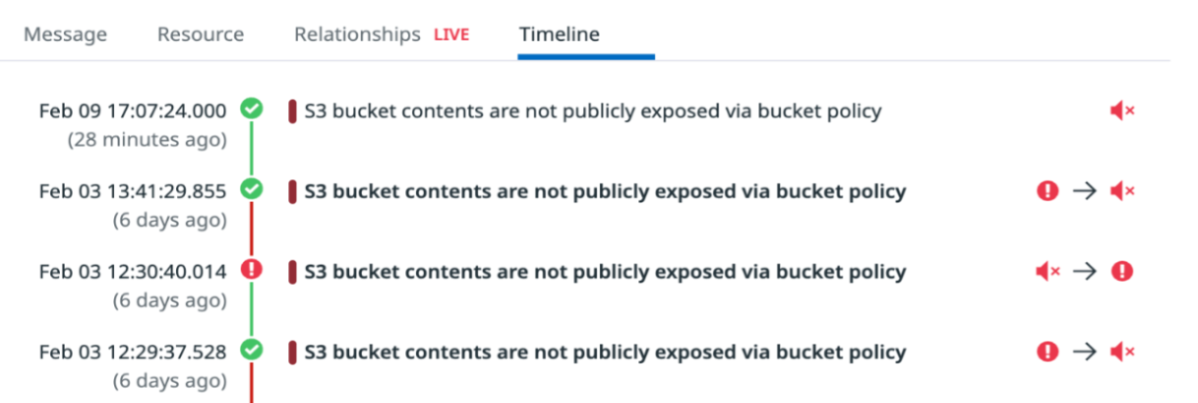 Message Resource Relationships LIVE Timeline
Feb 09 17:07:24.000 S3 bucket contents are not publicly exposed via bucket policy
(28 minutes ago)
Feb 03 13:41:29.855 S3 bucket contents are not publicly exposed via bucket policy
(6 days ago)
Feb 03 12:30:40.014 S3 bucket contents are not publicly exposed via bucket policy
(6 days ago)
Feb 03 12:29:37.528 S3 bucket contents are not publicly exposed via bucket policy
(6 days ago)